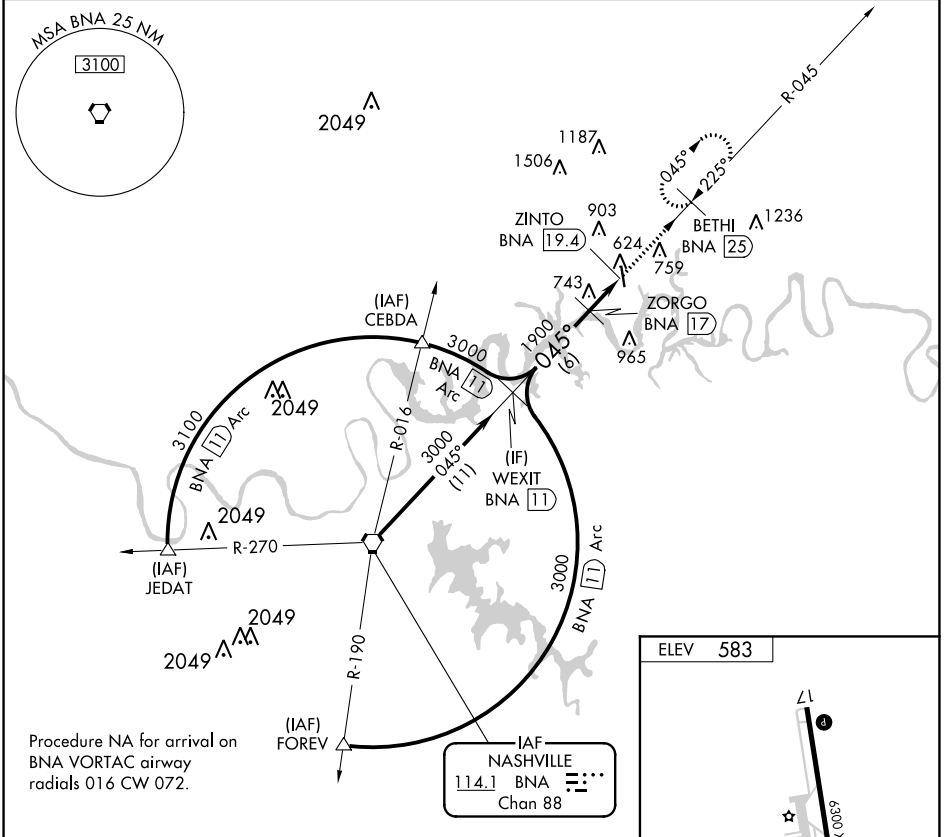 MSA BNA 25 NM
3100
2049
1187
1506
R-045
045°
225°
ZINTO
BNA 19.4
903
624
BETHI
BNA 25
1236
759
743
ZORGO
BNA 17
965
(IAF)
CEBDA
3000
BNA 11
Arc
1900
045°
(6)
3100
BNA 11 Arc
2049
R-016
3000
045°
(11)
(IF)
WEXIT
BNA 11
2049
R-270
(IAF)
JEDAT
3000
BNA 11 Arc
2049
2049
R-190
(IAF)
FOREV
Procedure NA for arrival on
BNA VORTAC airway
radials 016 CW 072.
IAF
NASHVILLE
114.1 BNA
Chan 88
ELEV 583
17
P
6300 X